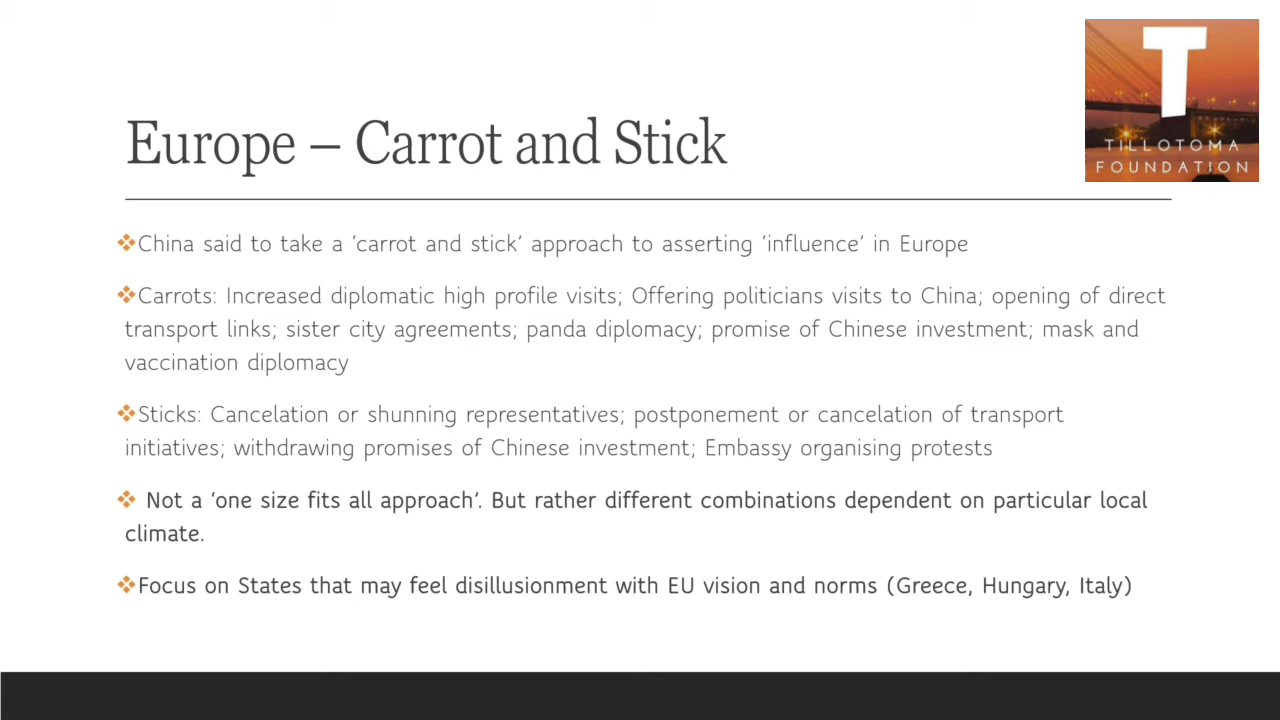 T
TILLOTOMA
FOUNDATION
Europe – Carrot and Stick
China said to take a ‘carrot and stick’ approach to asserting ‘influence’ in Europe
Carrots: Increased diplomatic high profile visits; Offering politicians visits to China; opening of direct
transport links; sister city agreements; panda diplomacy; promise of Chinese investment; mask and
vaccination diplomacy
Sticks: Cancelation or shunning representatives; postponement or cancelation of transport
initiatives; withdrawing promises of Chinese investment; Embassy organising protests
Not a ‘one size fits all approach’. But rather different combinations dependent on particular local
climate.
Focus on States that may feel disillusionment with EU vision and norms (Greece, Hungary, Italy)